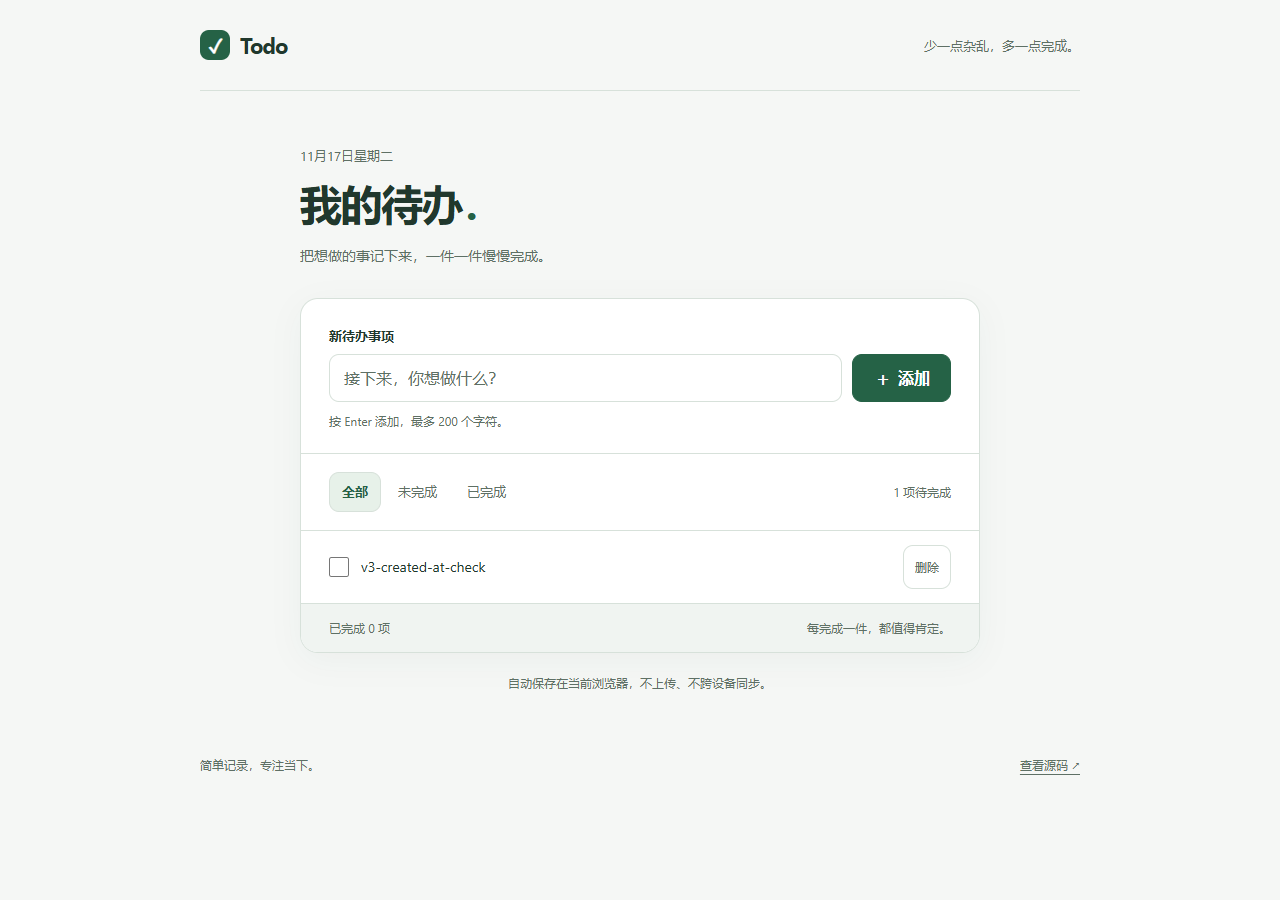 Todo
少一点杂乱，多一点完成。
11月17日星期二
我的待办.
把想做的事记下来，一件一件慢慢完成。
新待办事项
接下来，你想做什么？
+ 添加
按 Enter 添加，最多 200 个字符。
全部 未完成 已完成 1 项待完成
v3-created-at-check 删除
已完成 0 项 每完成一件，都值得肯定。
自动保存在当前浏览器，不上传、不跨设备同步。
简单记录，专注当下。 查看源码 ↗